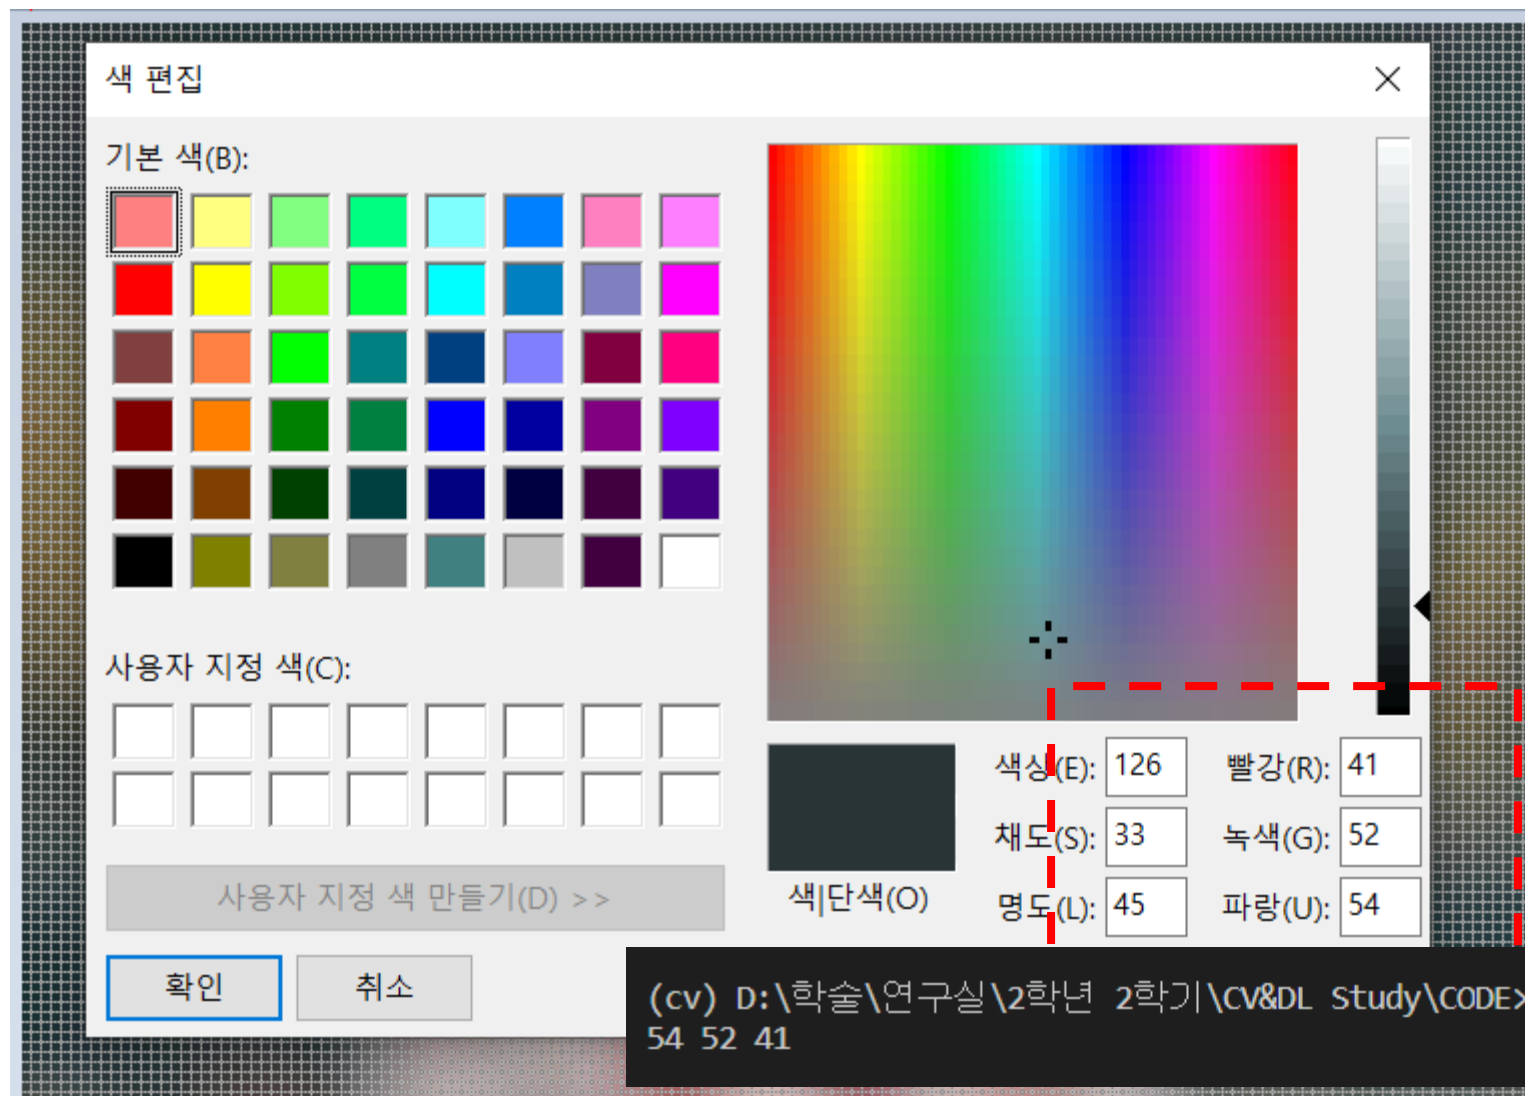 색 편집
기본 색(B):
사용자 지정 색(C):
사용자 지정 색 만들기(D) >>
확인
취소
색|단색(O)
색상(E): 126
빨강(R): 41
채도(S): 33
녹색(G): 52
명도(L): 45
파랑(U): 54
(cv) D:\학술\연구실\2학년 2학기\CV&DL Study\CODE>
54 52 41